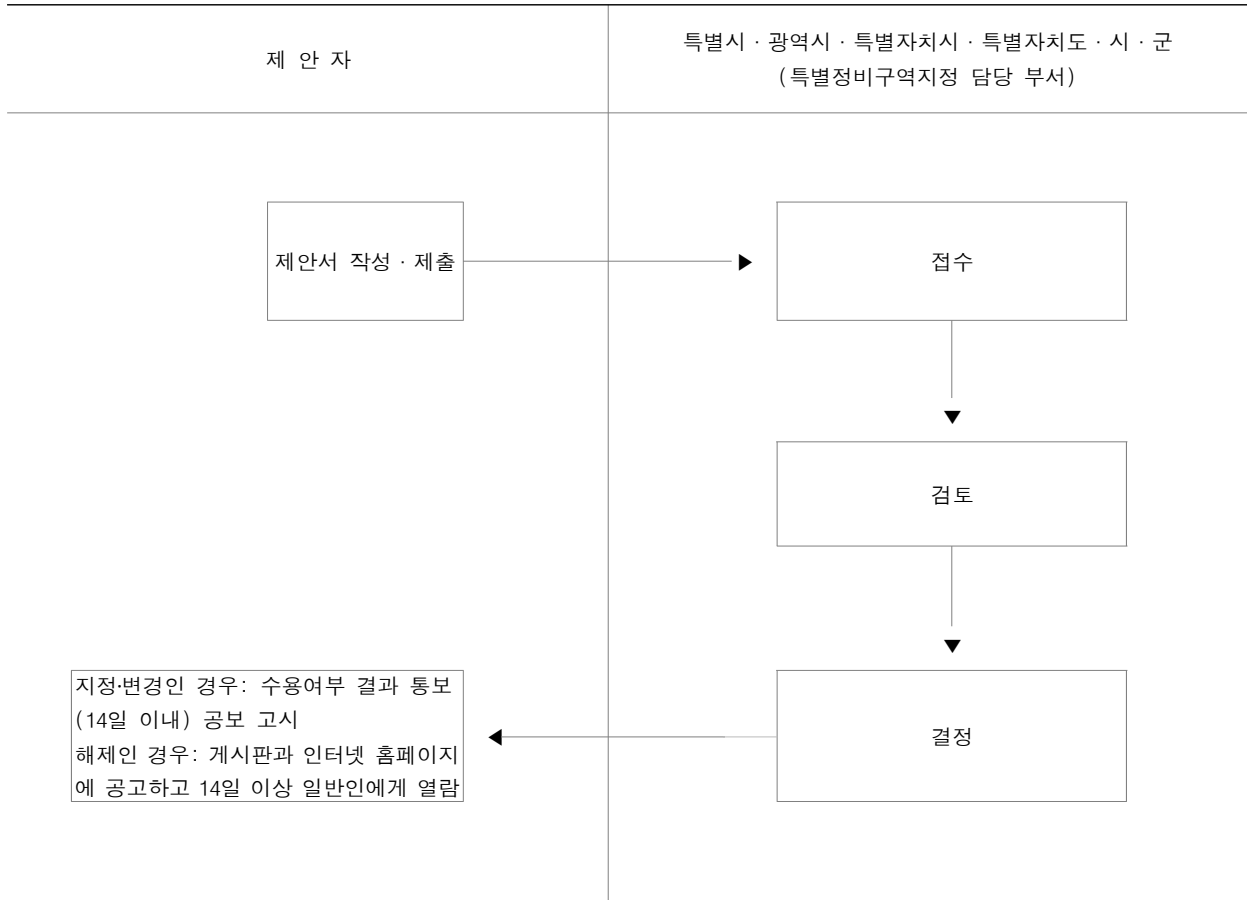 제 안 자
특별시 · 광역시 · 특별자치시 · 특별자치도 · 시 · 군
(특별정비구역지정 담당 부서)
제안서 작성 · 제출
접수
검토
결정
지정·변경인 경우: 수용여부 결과 통보
(14일 이내) 공보 고시
해제인 경우: 게시판과 인터넷 홈페이지
에 공고하고 14일 이상 일반인에게 열람